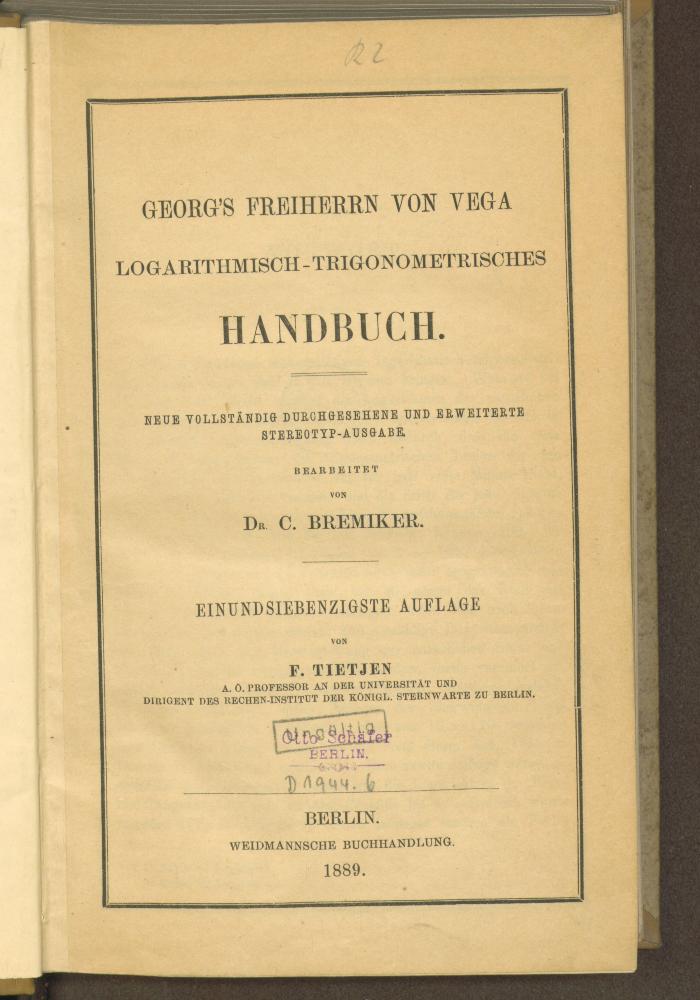 R2
GEORG'S FREIHERRN VON VEGA
LOGARITHMISCH-TRIGONOMETRISCHES
HANDBUCH.
NEUE VOLLSTÄNDIG DURCHGESEHENE UND ERWEITERTE
STEREOTYP-AUSGABE.
BEARBEITET
VON
DR. C. BREMIKER.
EINUNDSIEBENZIGSTE AUFLAGE
VON
F. TIETJEN
A. Ö. PROFESSOR AN DER UNIVERSITÄT UND
DIRIGENT DES RECHEN-INSTITUT DER KÖNIGL. STERNWARTE ZU BERLIN.
Ungültig
Otto Schäfer
BERLIN.
D 1944. 6
BERLIN.
WEIDMANNSCHE BUCHHANDLUNG.
1889.